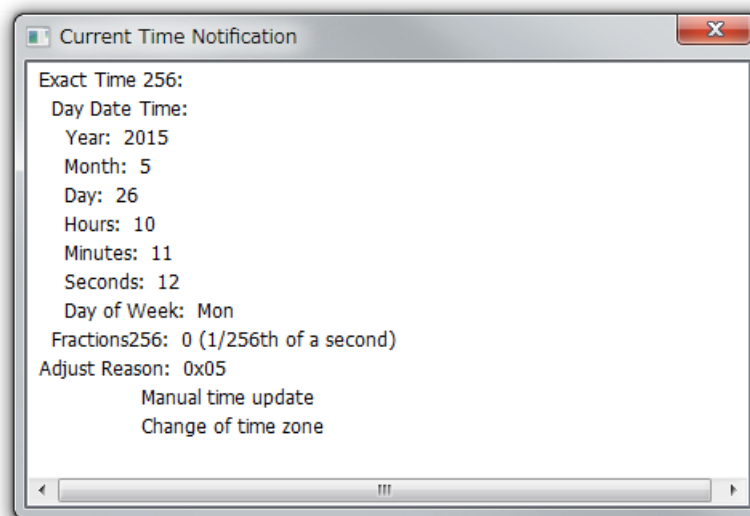 Current Time Notification
Exact Time 256:
Day Date Time:
Year: 2015
Month: 5
Day: 26
Hours: 10
Minutes: 11
Seconds: 12
Day of Week: Mon
Fractions256: 0 (1/256th of a second)
Adjust Reason: 0x05
Manual time update
Change of time zone